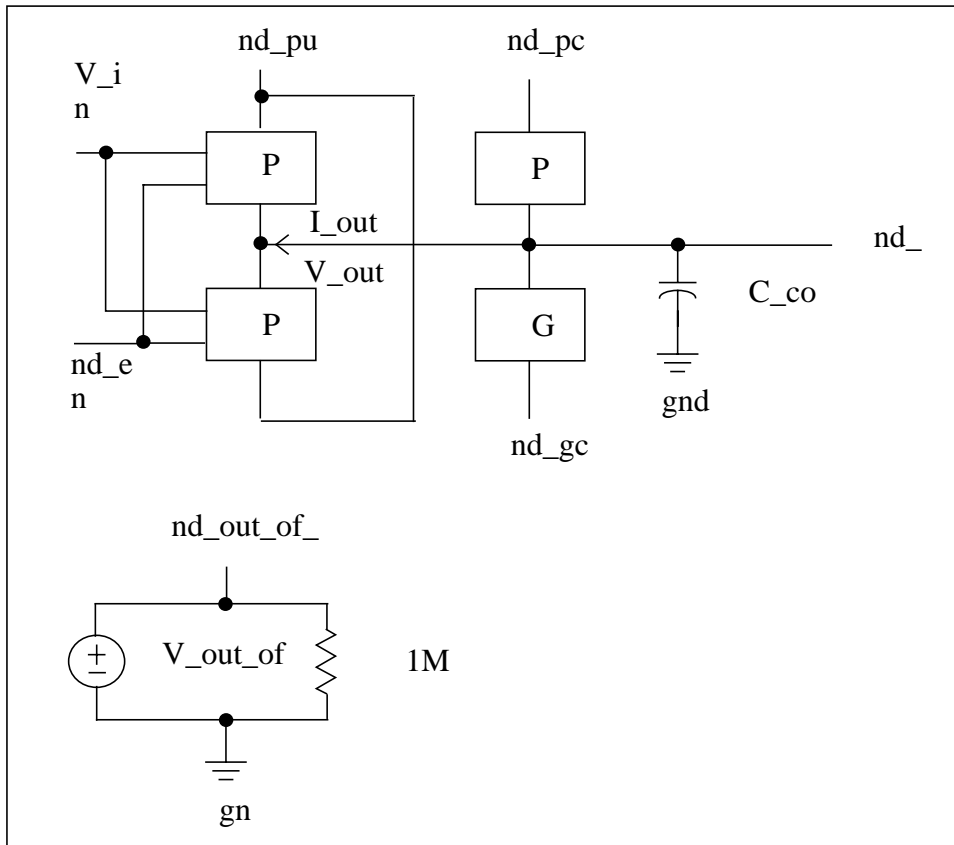 nd_pu
nd_pc
V_i
n
P
P
I_out
nd_
V_out
C_co
P
G
nd_e
n
gnd
nd_gc
nd_out_of_
V_out_of
1M
gn